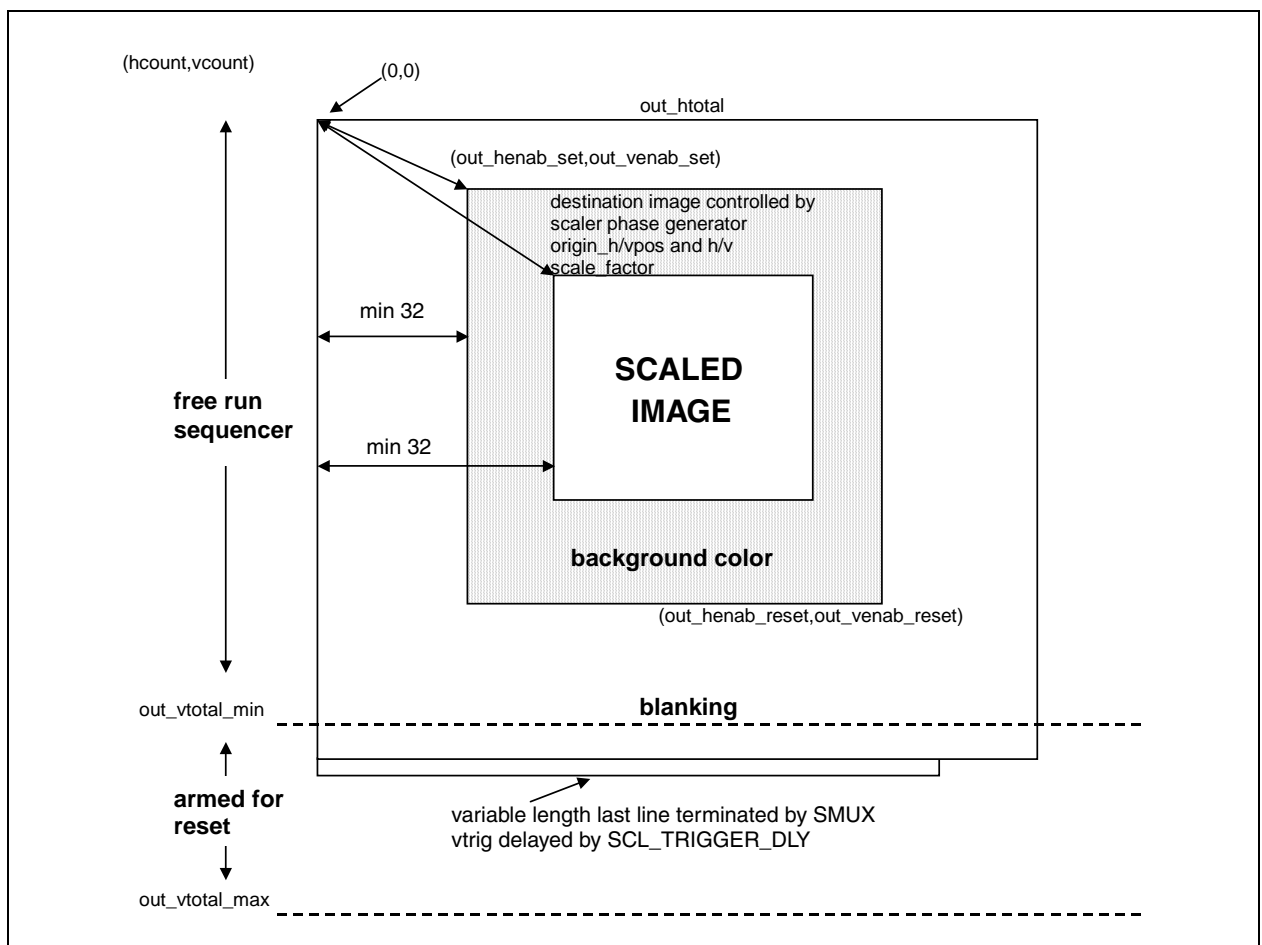 (hcount,vcount)
(0,0)
out_htotal
(out_henab_set,out_venab_set)
destination image controlled by
scaler phase generator
origin_h/vpos and h/v
scale_factor
min 32
SCALED
IMAGE
free run
sequencer
min 32
background color
(out_henab_reset,out_venab_reset)
out_vtotal_min
blanking
armed for
reset
variable length last line terminated by SMUX
vtrig delayed by SCL_TRIGGER_DLY
out_vtotal_max